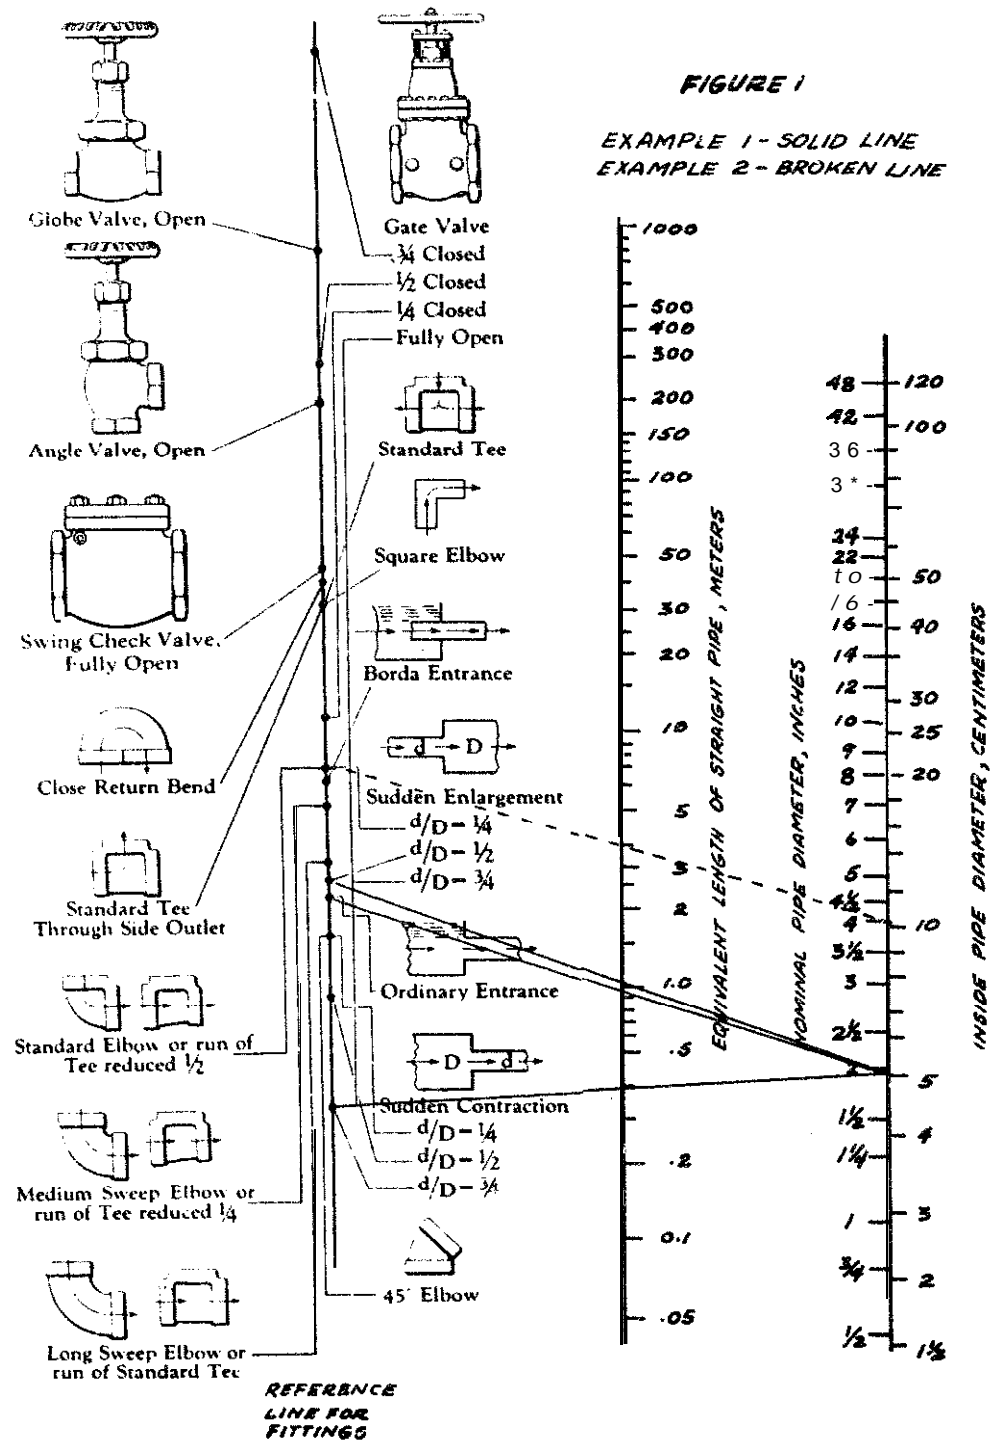 FIGURE 1
EXAMPLE 1 - SOLID LINE
EXAMPLE 2 - BROKEN LINE
Globe Valve, Open
Angle Valve, Open
Swing Check Valve,
Fully Open
Close Return Bend
Standard Tee
Through Side Outlet
Standard Elbow or run of
Tee reduced ½
Medium Sweep Elbow or
run of Tee reduced ¼
Long Sweep Elbow or
run of Standard Tee
REFERENCE
LINE FOR
FITTINGS
Gate Valve
¾ Closed
½ Closed
¼ Closed
Fully Open
Standard Tee
Square Elbow
Borda Entrance
d D
Sudden Enlargement
d/D - ¼
d/D - ½
d/D - ¾
Ordinary Entrance
D d
Sudden Contraction
d/D - ¼
d/D - ½
d/D - ¾
45° Elbow
1000
500
400
300
200
150
100
50
30
20
10
5
3
2
1.0
.5
.2
0.1
.05
EQUIVALENT LENGTH OF STRAIGHT PIPE, METERS
NOMINAL PIPE DIAMETER, INCHES
48
42
36
3*
24
22
to
16
16
14
12
10
9
8
7
6
5
4½
4
3½
3
2½
2
1½
1¼
1
¾
½
120
100
50
40
30
25
20
10
5
4
3
2
1½
INSIDE PIPE DIAMETER, CENTIMETERS